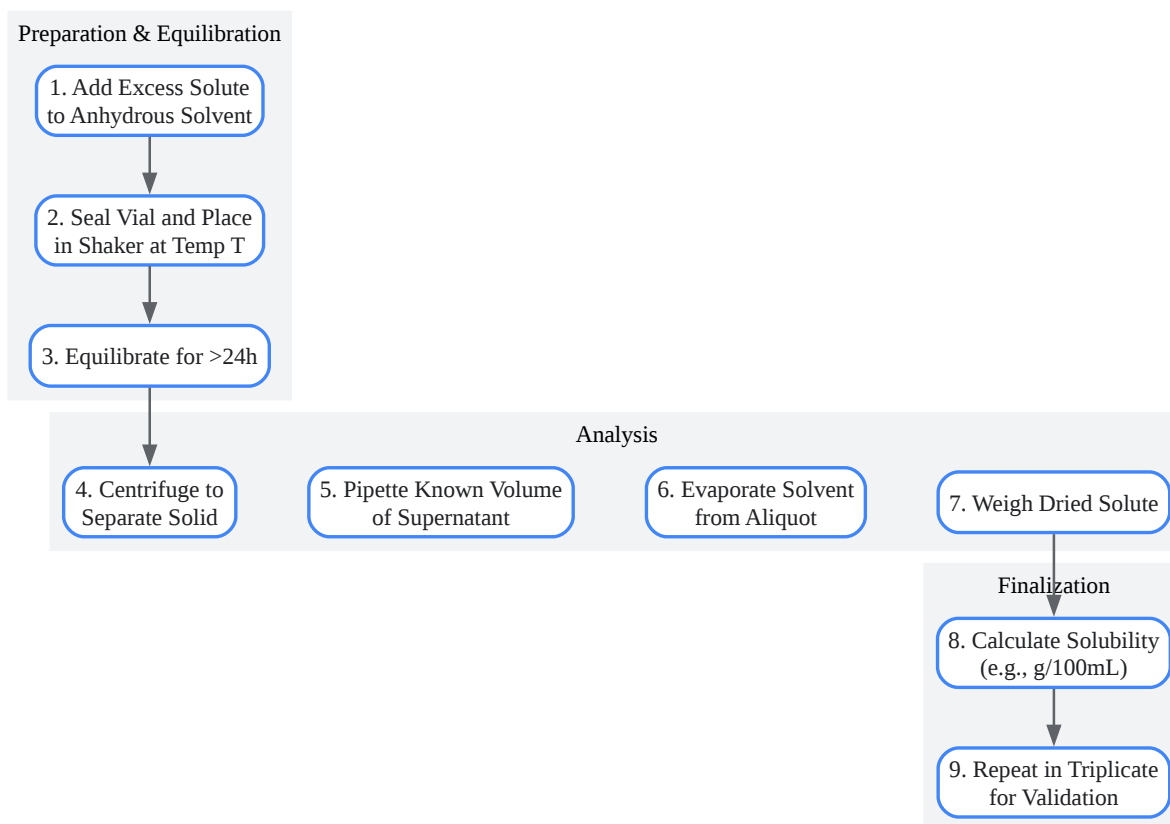 Preparation & Equilibration
1. Add Excess Solute
to Anhydrous Solvent
2. Seal Vial and Place
in Shaker at Temp T
3. Equilibrate for >24h
Analysis
4. Centrifuge to
Separate Solid
5. Pipette Known Volume
of Supernatant
6. Evaporate Solvent
from Aliquot
7. Weigh Dried Solute
Finalization
8. Calculate Solubility
(e.g., g/100mL)
9. Repeat in Triplicate
for Validation